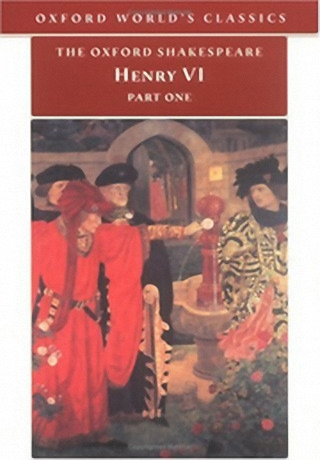 OXFORD WORLD'S CLASSICS
THE OXFORD SHAKESPEARE
HENRY VI
PART ONE